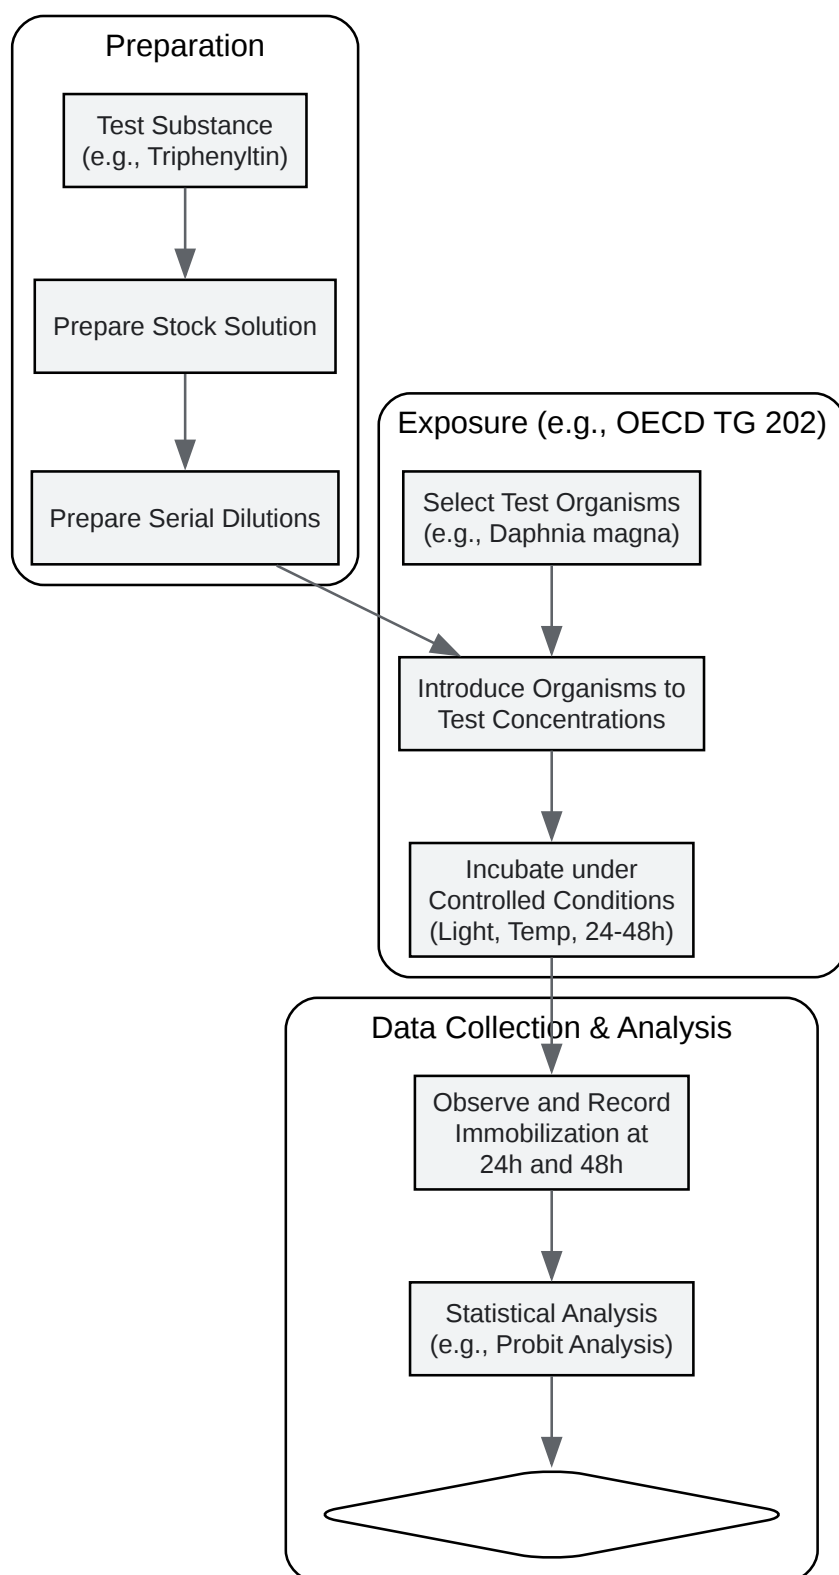 Preparation
Test Substance
(e.g., Triphenyltin)
Prepare Stock Solution
Prepare Serial Dilutions
Exposure (e.g., OECD TG 202)
Select Test Organisms
(e.g., Daphnia magna)
Introduce Organisms to
Test Concentrations
Incubate under
Controlled Conditions
(Light, Temp, 24-48h)
Data Collection & Analysis
Observe and Record
Immobilization at
24h and 48h
Statistical Analysis
(e.g., Probit Analysis)